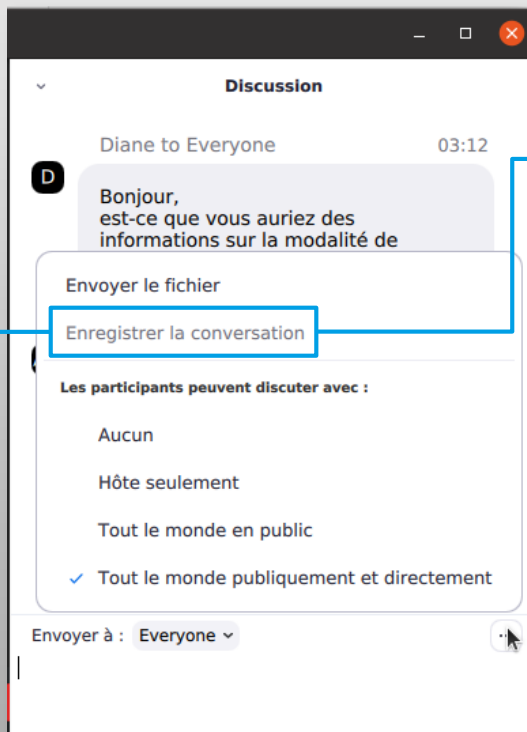 Discussion
Diane to Everyone 03:12
D
Bonjour,
est-ce que vous auriez des
informations sur la modalité de
Envoyer le fichier
Enregistrer la conversation
Les participants peuvent discuter avec :
Aucun
Hôte seulement
Tout le monde en public
Tout le monde publiquement et directement
Envoyer à : Everyone